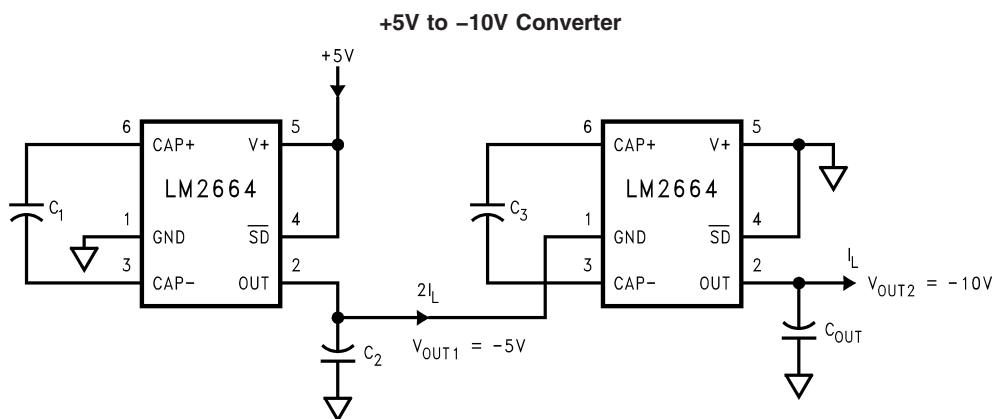 +5V to −10V Converter
+5V
6
CAP+
V+
5
LM2664
C1
1
GND
SD
4
3
CAP−
OUT
2
2IL
VOUT1 = −5V
C2
6
CAP+
V+
5
LM2664
C3
1
GND
SD
4
3
CAP−
OUT
2
IL
VOUT2 = −10V
COUT